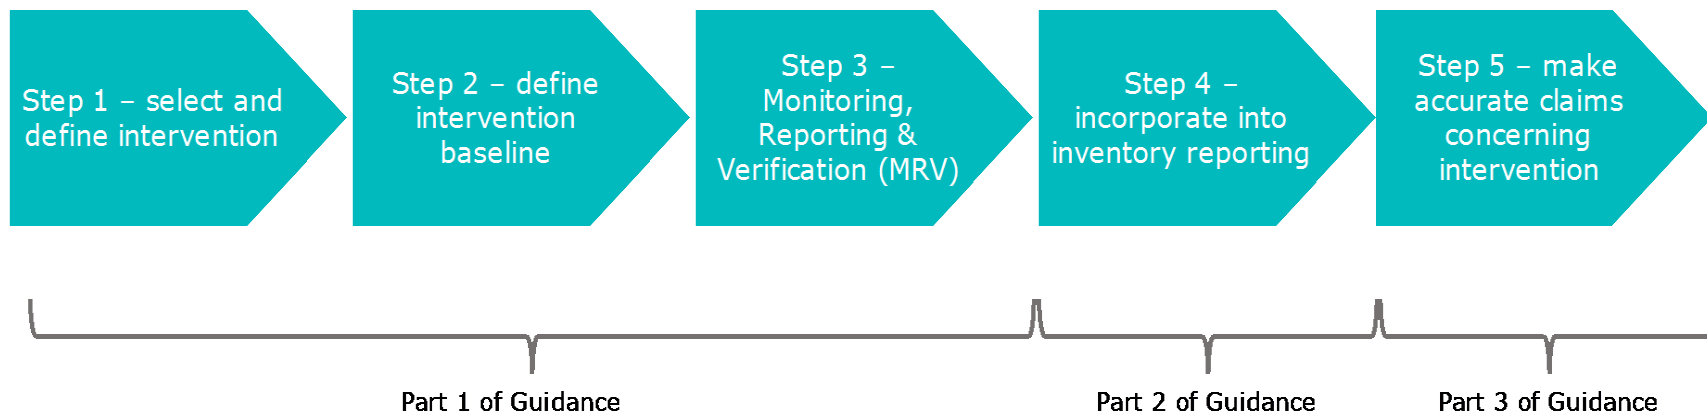 Step 1 – select and
define intervention
Step 2 – define
intervention
baseline
Step 3 –
Monitoring,
Reporting &
Verification (MRV)
Step 4 –
incorporate into
inventory reporting
Step 5 – make
accurate claims
concerning
intervention
Part 1 of Guidance
Part 2 of Guidance
Part 3 of Guidance